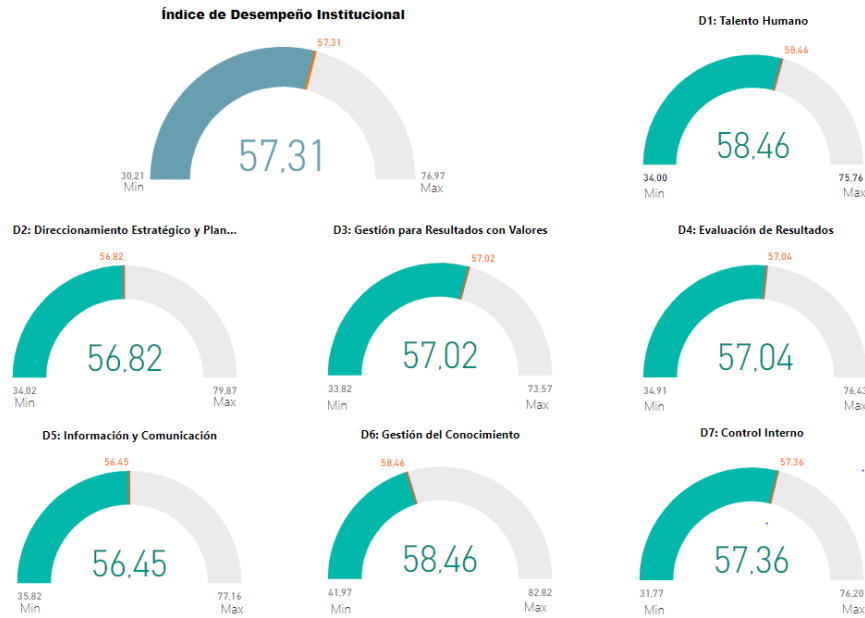 Índice de Desempeño Institucional
57,31
57,31
30,21
Min
76,97
Max
D1: Talento Humano
58,46
58,46
34,00
Min
75,76
Max
D2: Direccionamiento Estratégico y Plan...
56,82
56,82
34,02
Min
79,87
Max
D3: Gestión para Resultados con Valores
57,02
57,02
33,82
Min
73,57
Max
D4: Evaluación de Resultados
57,04
57,04
34,91
Min
76,43
Max
D5: Información y Comunicación
56,45
56,45
35,82
Min
77,16
Max
D6: Gestión del Conocimiento
58,46
58,46
41,97
Min
82,82
Max
D7: Control Interno
57,36
57,36
31,77
Min
76,20
Max